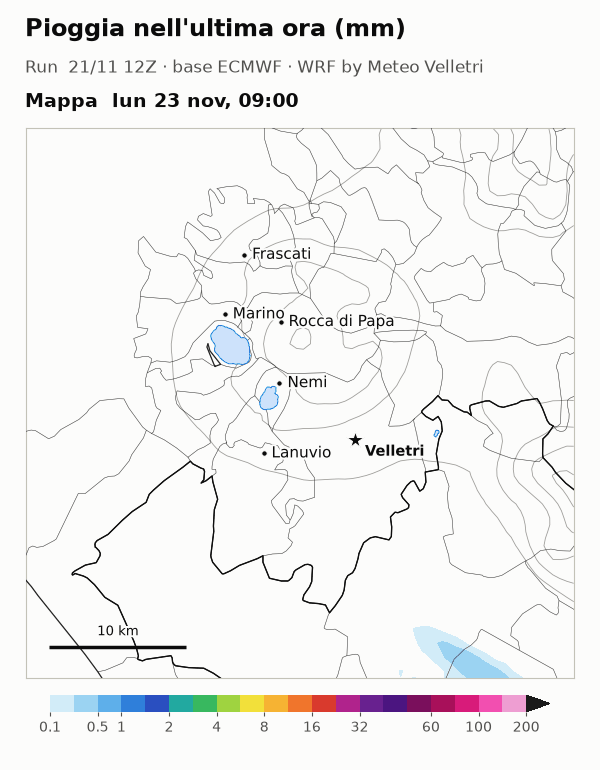 Pioggia nell'ultima ora (mm)
Run  21/11 12Z · base ECMWF · WRF by Meteo Velletri
Mappa  lun 23 nov, 09:00
Frascati
Marino
Rocca di Papa
Nemi
Velletri
Lanuvio
10 km
0.1 0.5 1 2 4 8 16 32 60 100 200